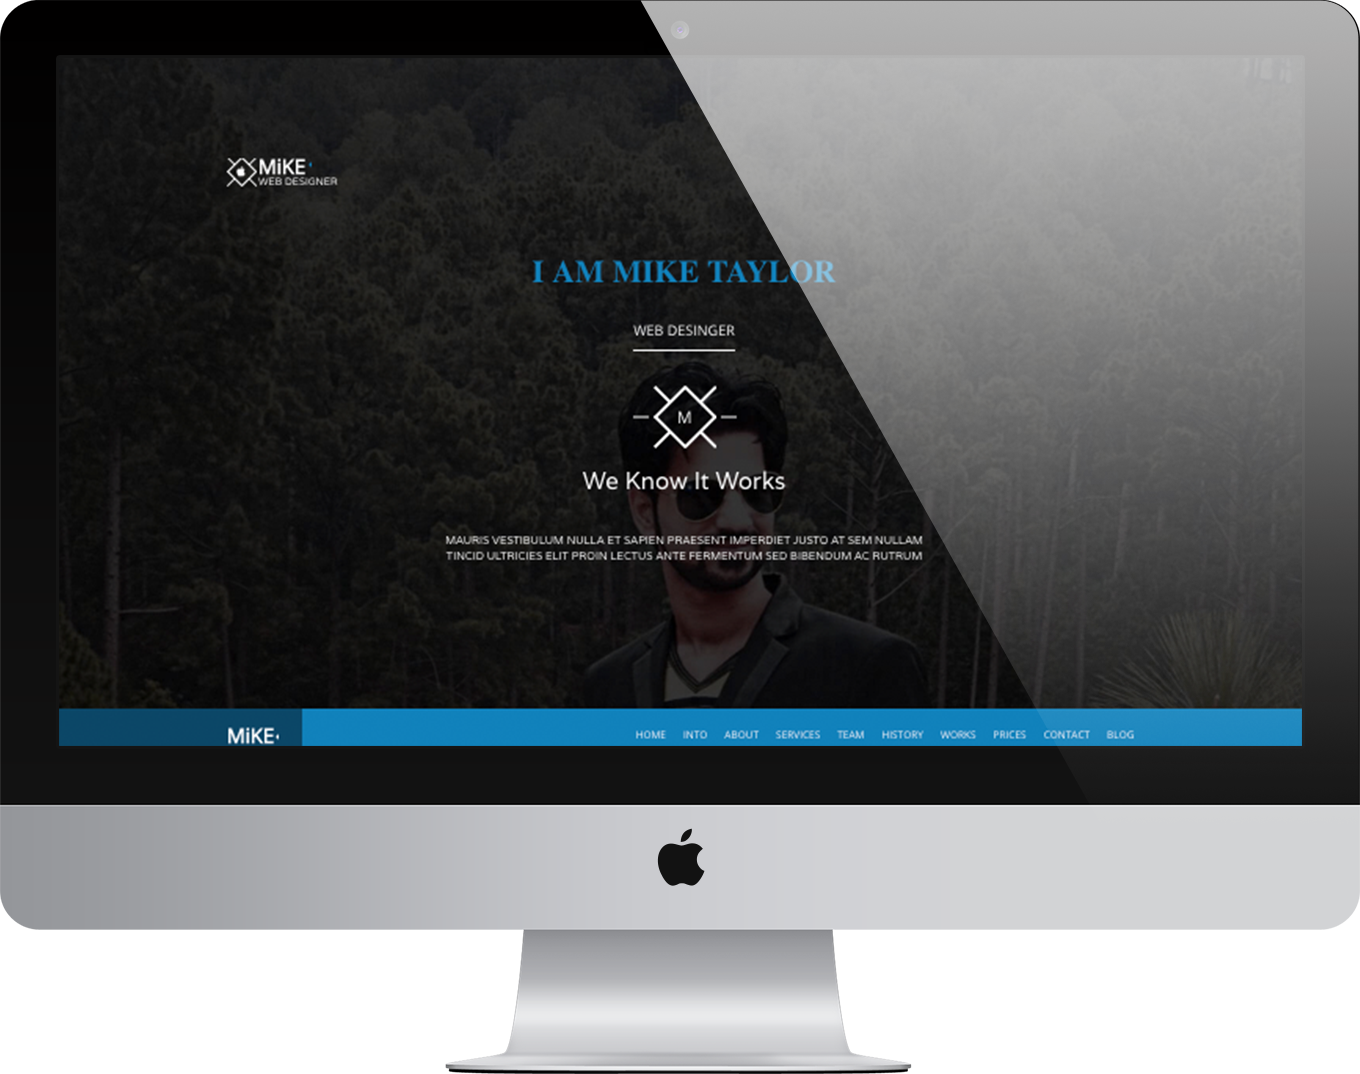 MiKE
WEB DESIGNER
I AM MIKE TAYLOR
WEB DESINGER
M
We Know It Works
MAURIS VESTIBULUM NULLA ET SAPIEN PRAESENT IMPERDIET JUSTO AT SEM NULLAM
TINCID ULTRICIES ELIT PROIN LECTUS ANTE FERMENTUM SED BIBENDUM AC RUTRUM
MiKE
HOME INTO ABOUT SERVICES TEAM HISTORY WORKS PRICES CONTACT BLOG